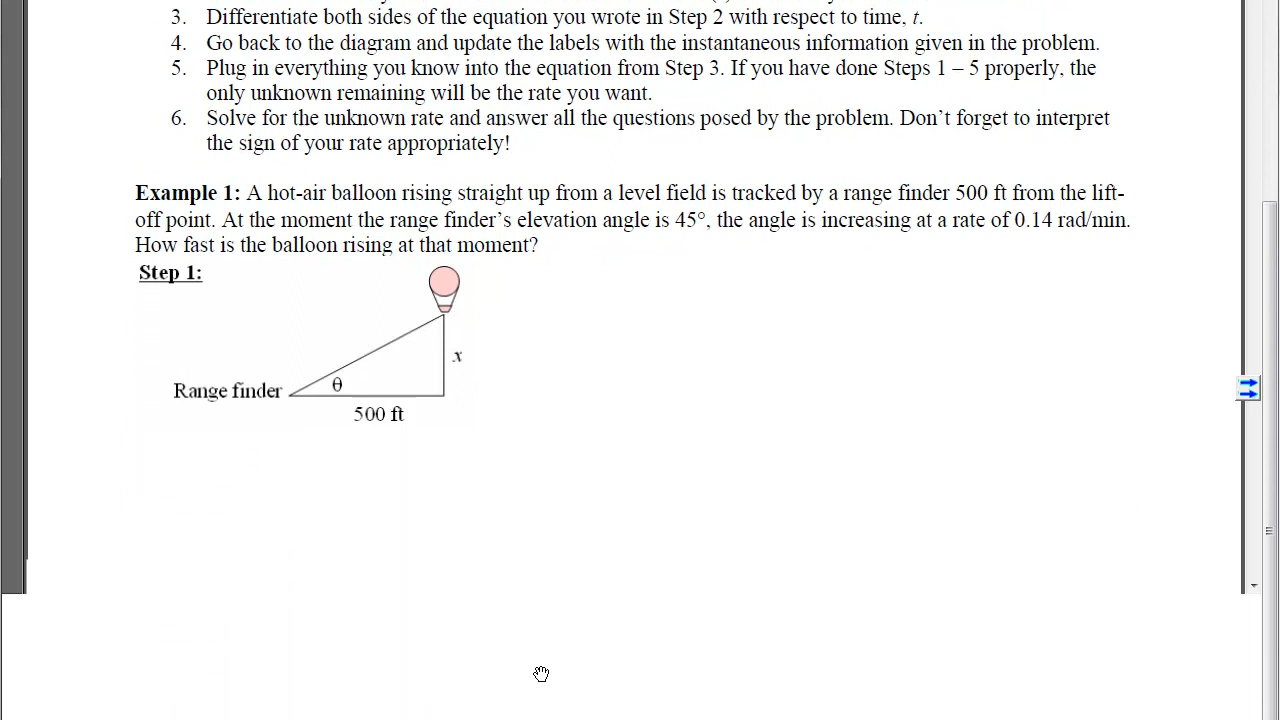 3. Differentiate both sides of the equation you wrote in Step 2 with respect to time, t.
4. Go back to the diagram and update the labels with the instantaneous information given in the problem.
5. Plug in everything you know into the equation from Step 3. If you have done Steps 1 – 5 properly, the
only unknown remaining will be the rate you want.
6. Solve for the unknown rate and answer all the questions posed by the problem. Don’t forget to interpret
the sign of your rate appropriately!
Example 1: A hot-air balloon rising straight up from a level field is tracked by a range finder 500 ft from the lift-
off point. At the moment the range finder’s elevation angle is 45°, the angle is increasing at a rate of 0.14 rad/min.
How fast is the balloon rising at that moment?
Step 1:
x
θ
Range finder
500 ft